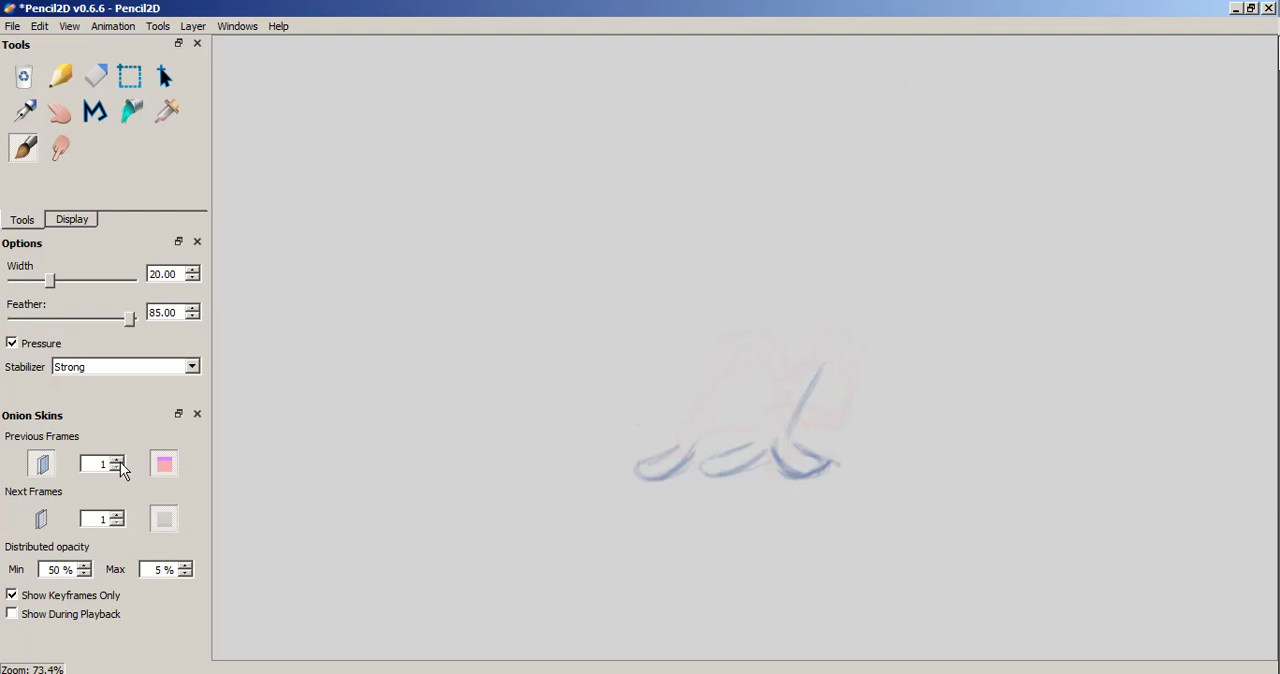 *Pencil2D v0.6.6 - Pencil2D
File Edit View Animation Tools Layer Windows Help
Tools
Tools Display
Options
Width
20.00
Feather:
85.00
Pressure
Stabilizer Strong
Onion Skins
Previous Frames
1
Next Frames
1
Distributed opacity
Min 50 % Max 5 %
Show Keyframes Only
Show During Playback
Zoom: 73.4%